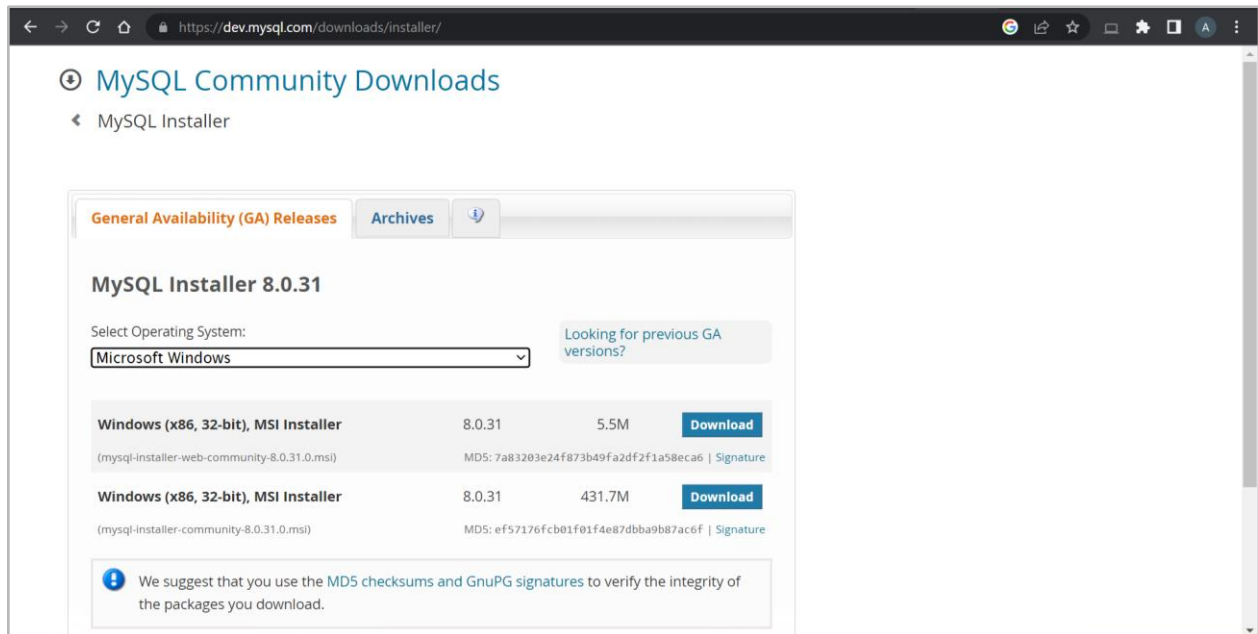 https://dev.mysql.com/downloads/installer/
A
MySQL Community Downloads
MySQL Installer
General Availability (GA) Releases
Archives
MySQL Installer 8.0.31
Select Operating System:
Looking for previous GA
versions?
Microsoft Windows
Windows (x86, 32-bit), MSI Installer 8.0.31 5.5M Download
(mysql-installer-web-community-8.0.31.0.msi) MD5: 7a83203e24f873b49fa2df2f1a58eca6 | Signature
Windows (x86, 32-bit), MSI Installer 8.0.31 431.7M Download
(mysql-installer-community-8.0.31.0.msi) MD5: ef57176fcb01f01f4e87dbba9b87ac6f | Signature
We suggest that you use the MD5 checksums and GnuPG signatures to verify the integrity of
the packages you download.